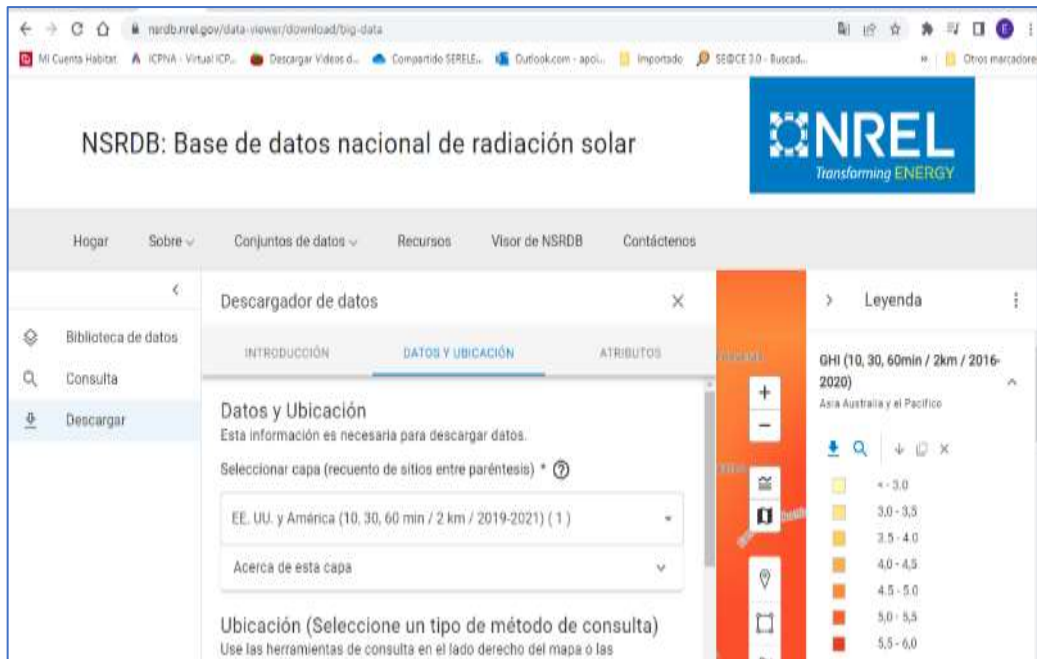 nsrdb.nrel.gov/data-viewer/download/big-data
Mi Cuenta Habitat
ICPNA - Virtual ICP...
Descargar Videos d...
Compartido SERELE...
Outlook.com - apoi...
Importado
SE@CE 3.0 - Buscad...
»
Otros marcadores
E
NSRDB: Base de datos nacional de radiación solar
NREL
Transforming ENERGY
Hogar
Sobre
Conjuntos de datos
Recursos
Visor de NSRDB
Contáctenos
Biblioteca de datos
Consulta
Descargar
Descargador de datos
INTRODUCCIÓN
DATOS Y UBICACIÓN
ATRIBUTOS
Datos y Ubicación
Esta información es necesaria para descargar datos.
Seleccionar capa (recuento de sitios entre paréntesis) *
EE. UU. y América (10, 30, 60 min / 2 km / 2019-2021) ( 1 )
Acerca de esta capa
Ubicación (Seleccione un tipo de método de consulta)
Use las herramientas de consulta en el lado derecho del mapa o las
Leyenda
GHI (10, 30, 60min / 2km / 2016-
2020)
Asia Australia y el Pacífico
< - 3,0
3,0 - 3,5
3,5 - 4,0
4,0 - 4,5
4,5 - 5,0
5,0 - 5,5
5,5 - 6,0